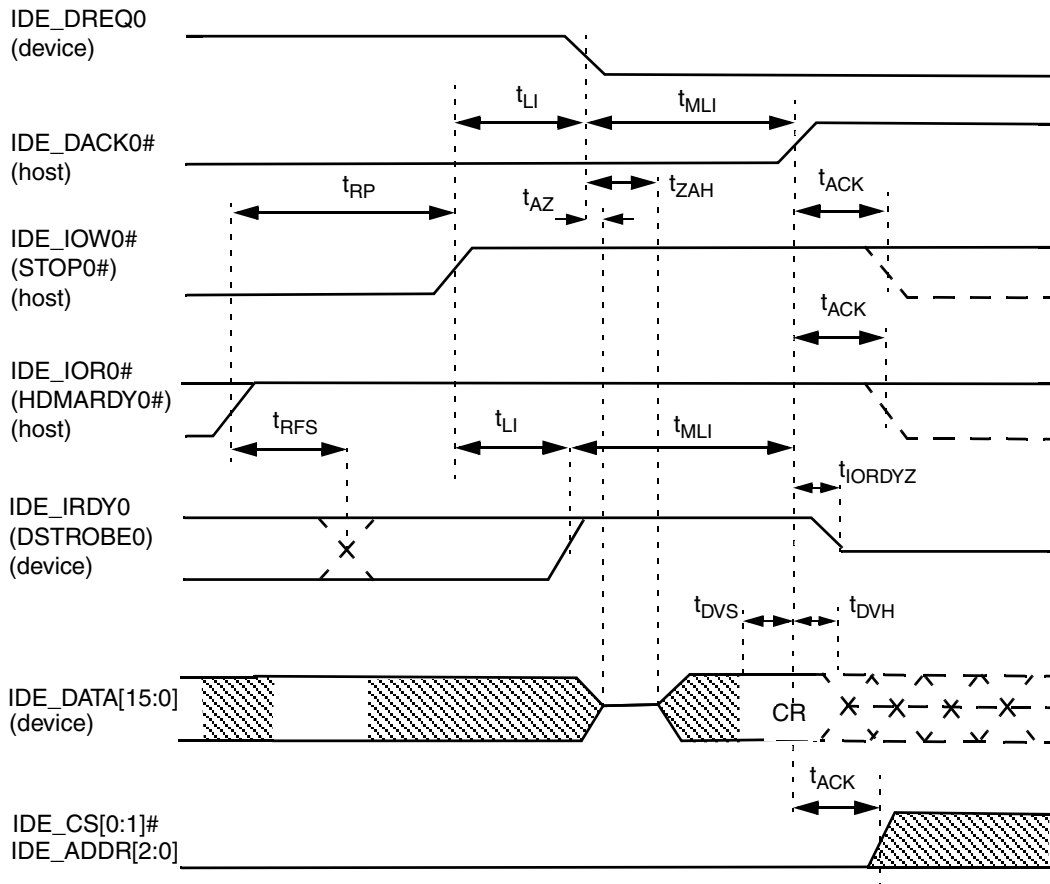 IDE_DREQ0
(device)
tLI
tMLI
IDE_DACK0#
(host)
tRP
tAZ
tZAH
tACK
IDE_IOW0#
(STOP0#)
(host)
tACK
IDE_IOR0#
(HDMARDY0#)
(host)
tRFS
tLI
tMLI
tIORDYZ
IDE_IRDY0
(DSTROBE0)
(device)
tDVS
tDVH
IDE_DATA[15:0]
(device)
CR
tACK
IDE_CS[0:1]#
IDE_ADDR[2:0]